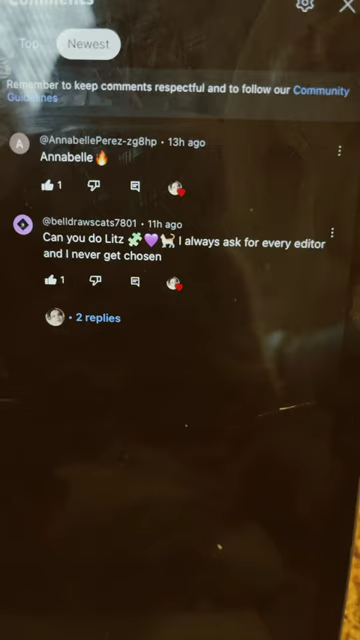 Comments
Top
Newest
Remember to keep comments respectful and to follow our Community
Guidelines
A
@AnnabellePerez-zg8hp • 13h ago
Annabelle🔥
1
@belldrawscats7801 • 11h ago
Can you do Litz 🧩💜🐈 I always ask for every editor
and I never get chosen
1
• 2 replies